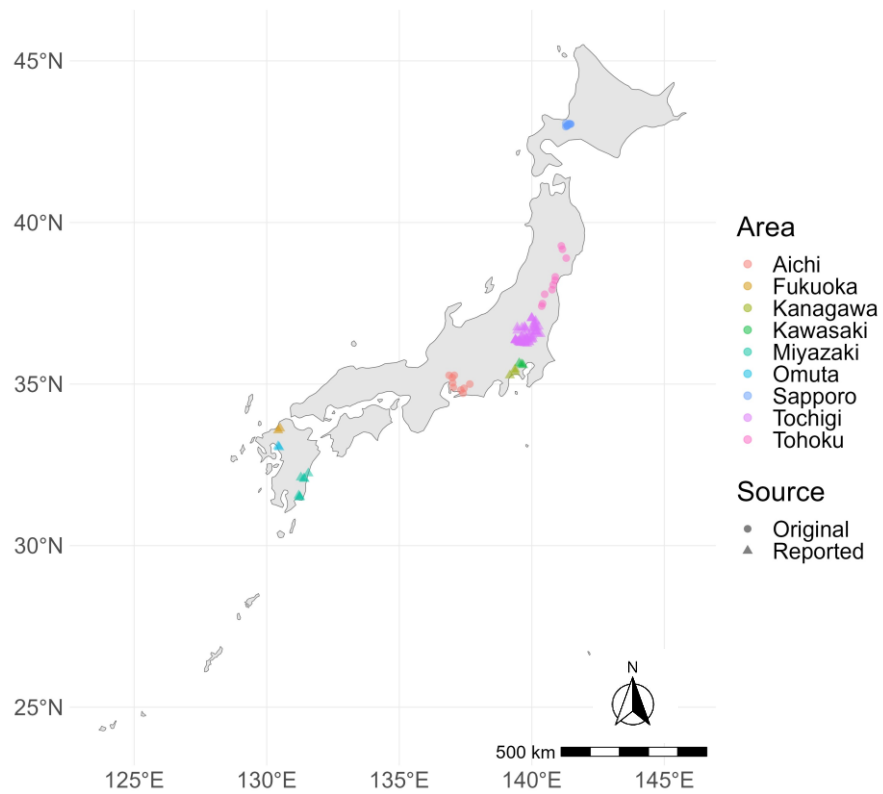 45°N
40°N
35°N
30°N
25°N
125°E 130°E 135°E 140°E 145°E
N
500 km
Area
Aichi
Fukuoka
Kanagawa
Kawasaki
Miyazaki
Omuta
Sapporo
Tochigi
Tohoku
Source
Original
Reported